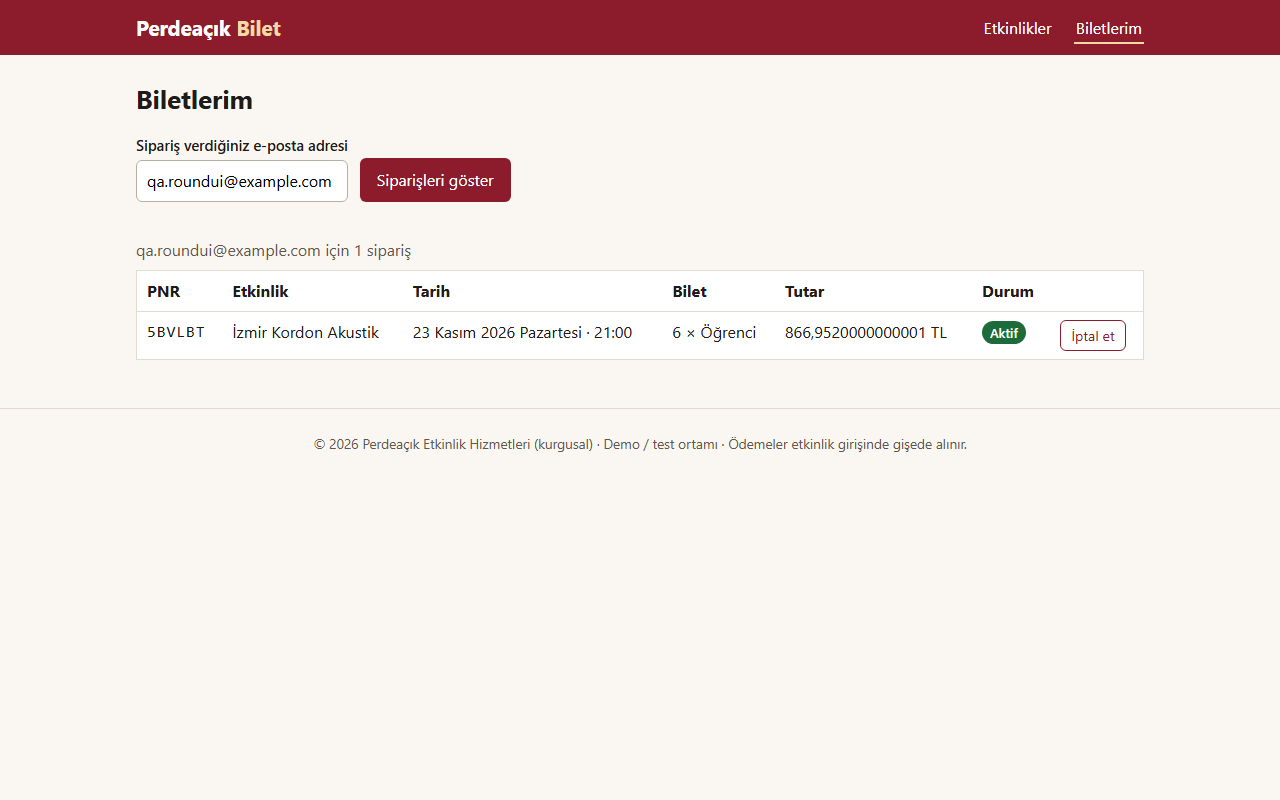 Perdeaçık Bilet Etkinlikler Biletlerim
Biletlerim
Sipariş verdiğiniz e-posta adresi
qa.roundui@example.com Siparişleri göster
qa.roundui@example.com için 1 sipariş
PNR Etkinlik Tarih Bilet Tutar Durum
5BVLBT İzmir Kordon Akustik 23 Kasım 2026 Pazartesi · 21:00 6 × Öğrenci 866,9520000000001 TL Aktif İptal et
© 2026 Perdeaçık Etkinlik Hizmetleri (kurgusal) · Demo / test ortamı · Ödemeler etkinlik girişinde gişede alınır.